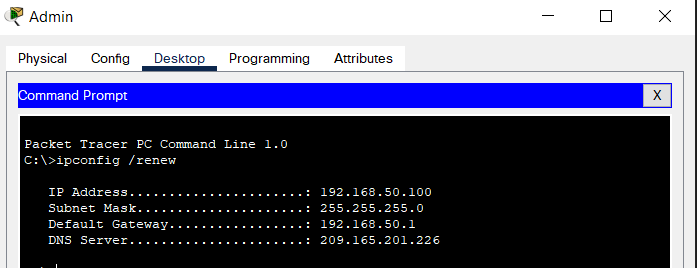 Admin
Physical Config Desktop Programming Attributes
Command Prompt X
Packet Tracer PC Command Line 1.0
C:\>ipconfig /renew
IP Address......................: 192.168.50.100
Subnet Mask.....................: 255.255.255.0
Default Gateway.................: 192.168.50.1
DNS Server......................: 209.165.201.226